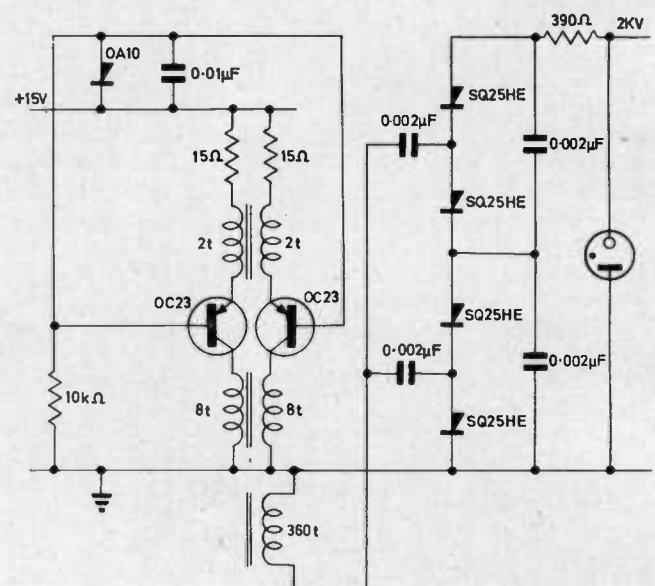 390Ω
2KV
OA10
0·01μF
+15V
SQ25HE
0·002μF
0·002μF
15Ω
15Ω
SQ25HE
2t
2t
OC23
OC23
SQ25HE
0·002μF
0·002μF
10kΩ
8t
8t
SQ25HE
360t